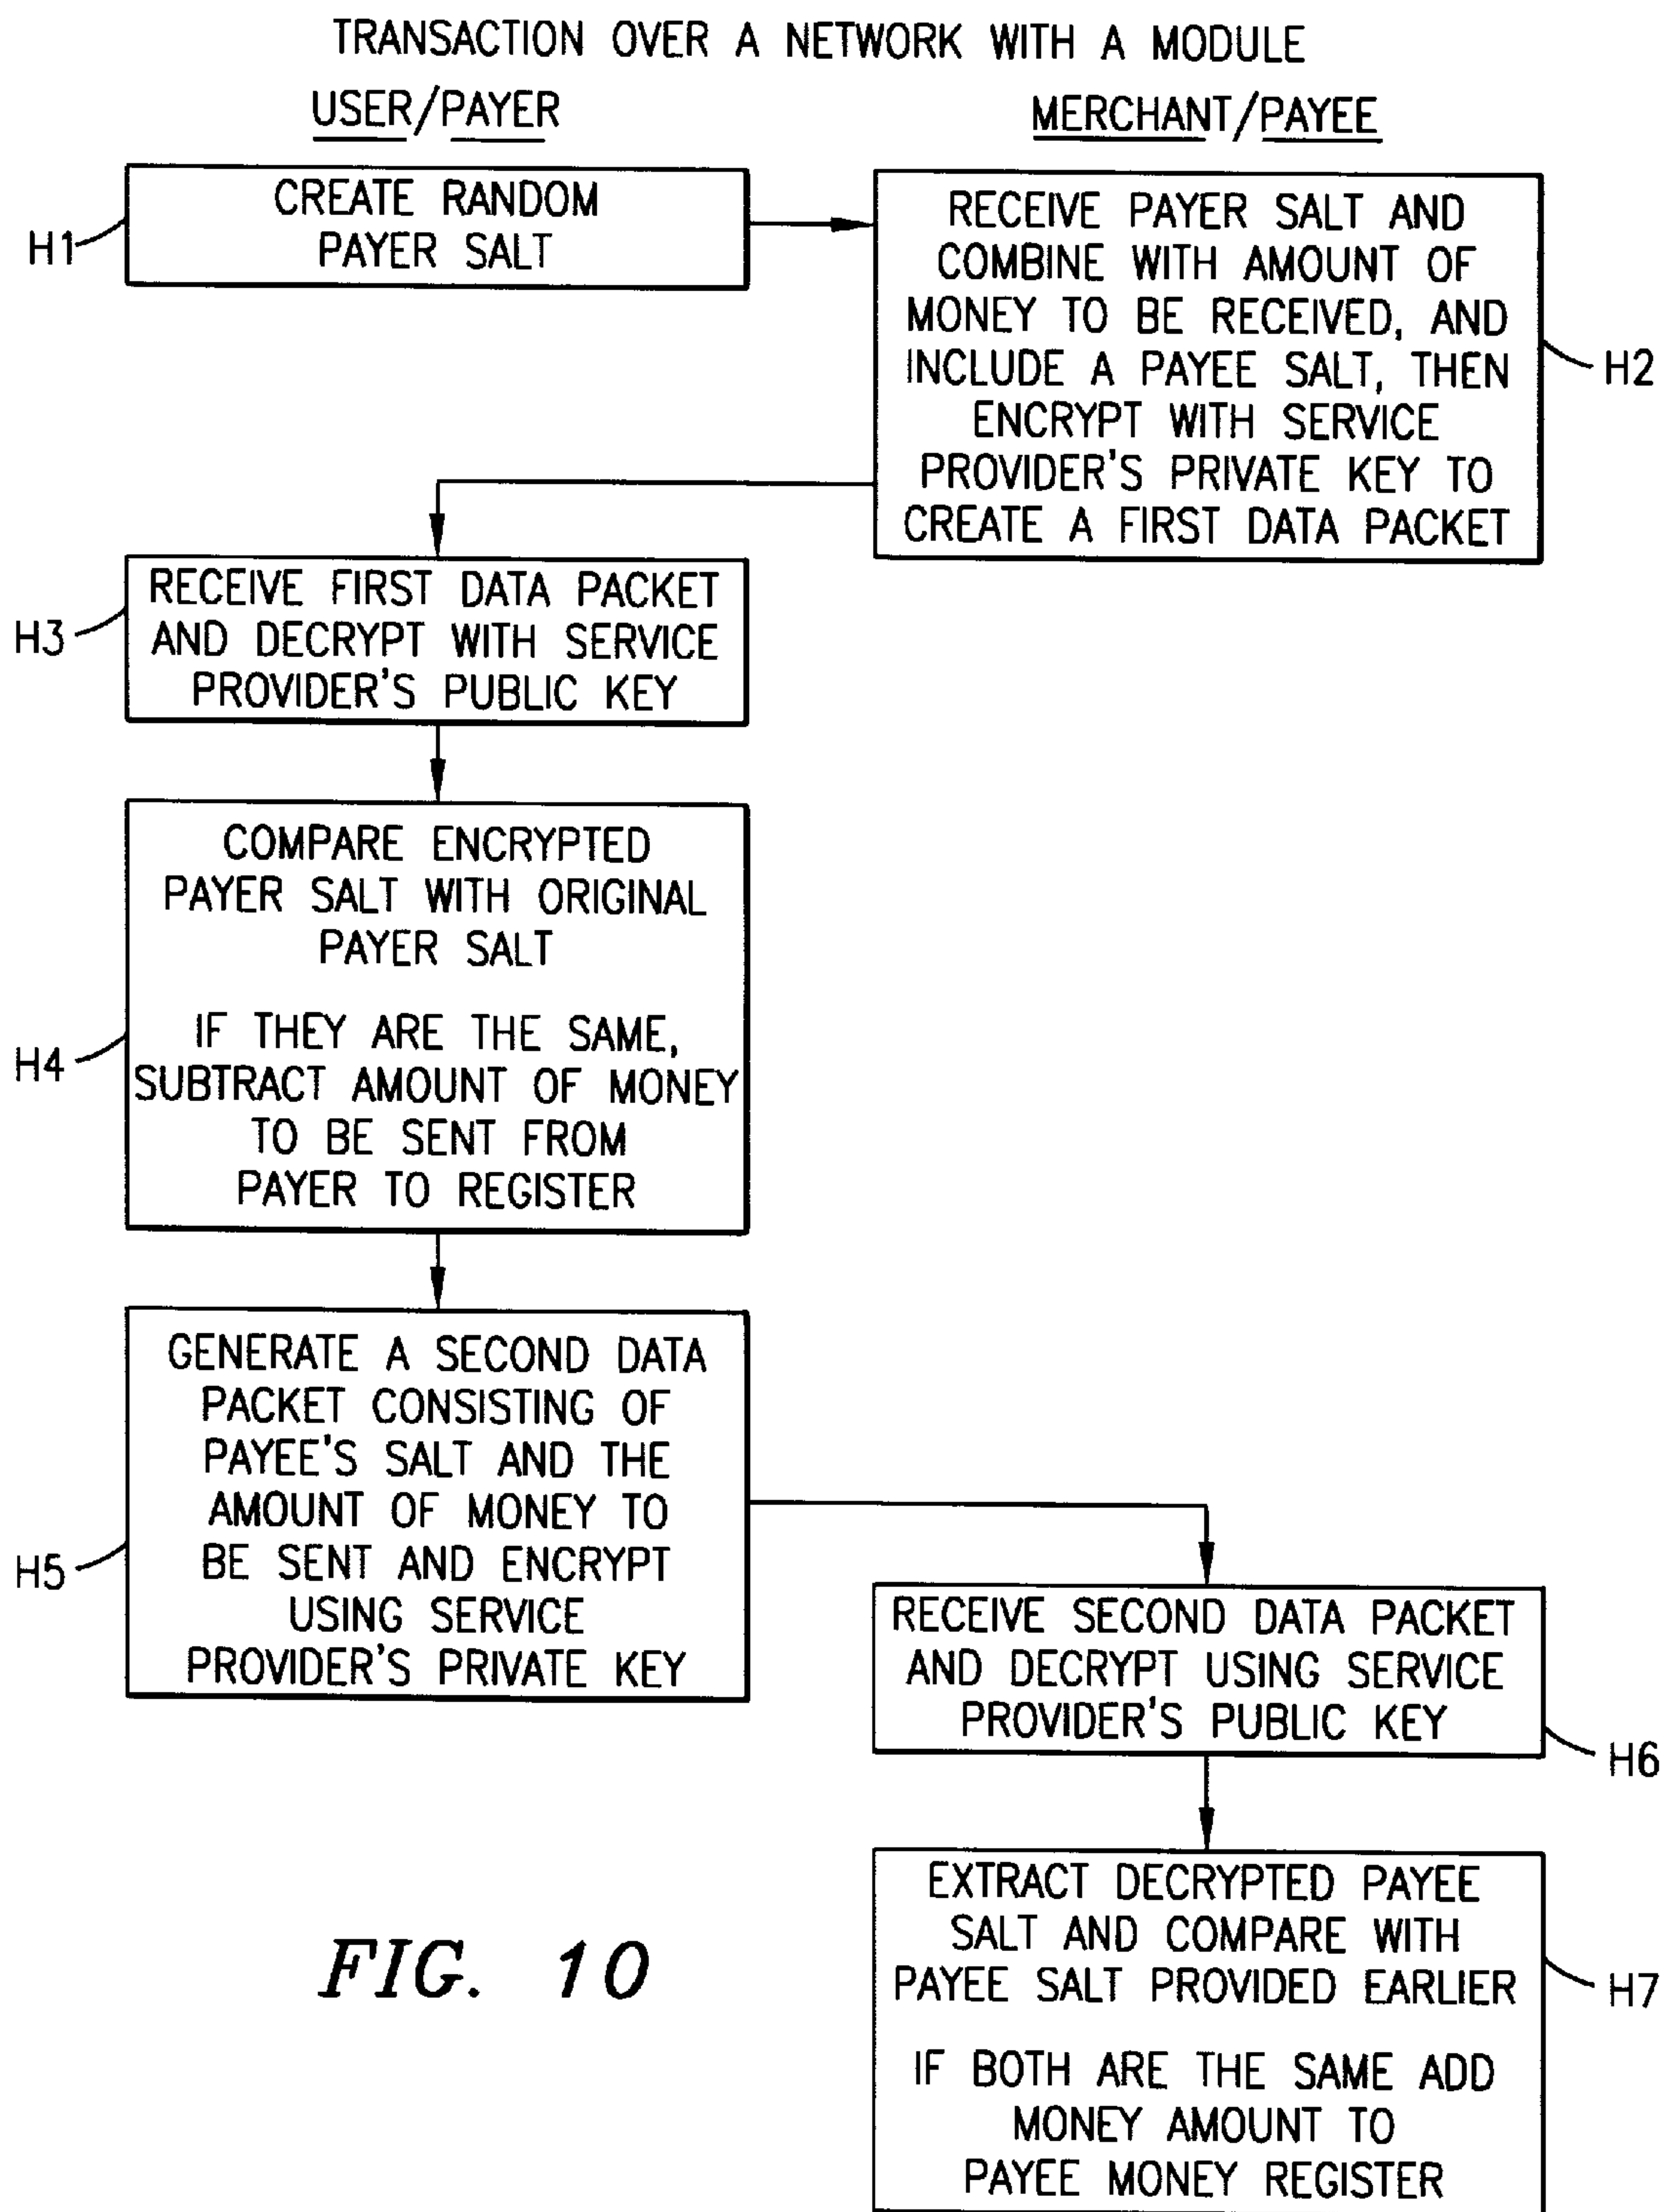 TRANSACTION OVER A NETWORK WITH A MODULE
USER/PAYER
MERCHANT/PAYEE
H1
CREATE RANDOM
PAYER SALT
RECEIVE PAYER SALT AND
COMBINE WITH AMOUNT OF
MONEY TO BE RECEIVED, AND
INCLUDE A PAYEE SALT, THEN
ENCRYPT WITH SERVICE
PROVIDER'S PRIVATE KEY TO
CREATE A FIRST DATA PACKET
H2
H3
RECEIVE FIRST DATA PACKET
AND DECRYPT WITH SERVICE
PROVIDER'S PUBLIC KEY
H4
COMPARE ENCRYPTED
PAYER SALT WITH ORIGINAL
PAYER SALT
IF THEY ARE THE SAME,
SUBTRACT AMOUNT OF MONEY
TO BE SENT FROM
PAYER TO REGISTER
H5
GENERATE A SECOND DATA
PACKET CONSISTING OF
PAYEE'S SALT AND THE
AMOUNT OF MONEY TO
BE SENT AND ENCRYPT
USING SERVICE
PROVIDER'S PRIVATE KEY
RECEIVE SECOND DATA PACKET
AND DECRYPT USING SERVICE
PROVIDER'S PUBLIC KEY
H6
EXTRACT DECRYPTED PAYEE
SALT AND COMPARE WITH
PAYEE SALT PROVIDED EARLIER
IF BOTH ARE THE SAME ADD
MONEY AMOUNT TO
PAYEE MONEY REGISTER
H7
FIG. 10